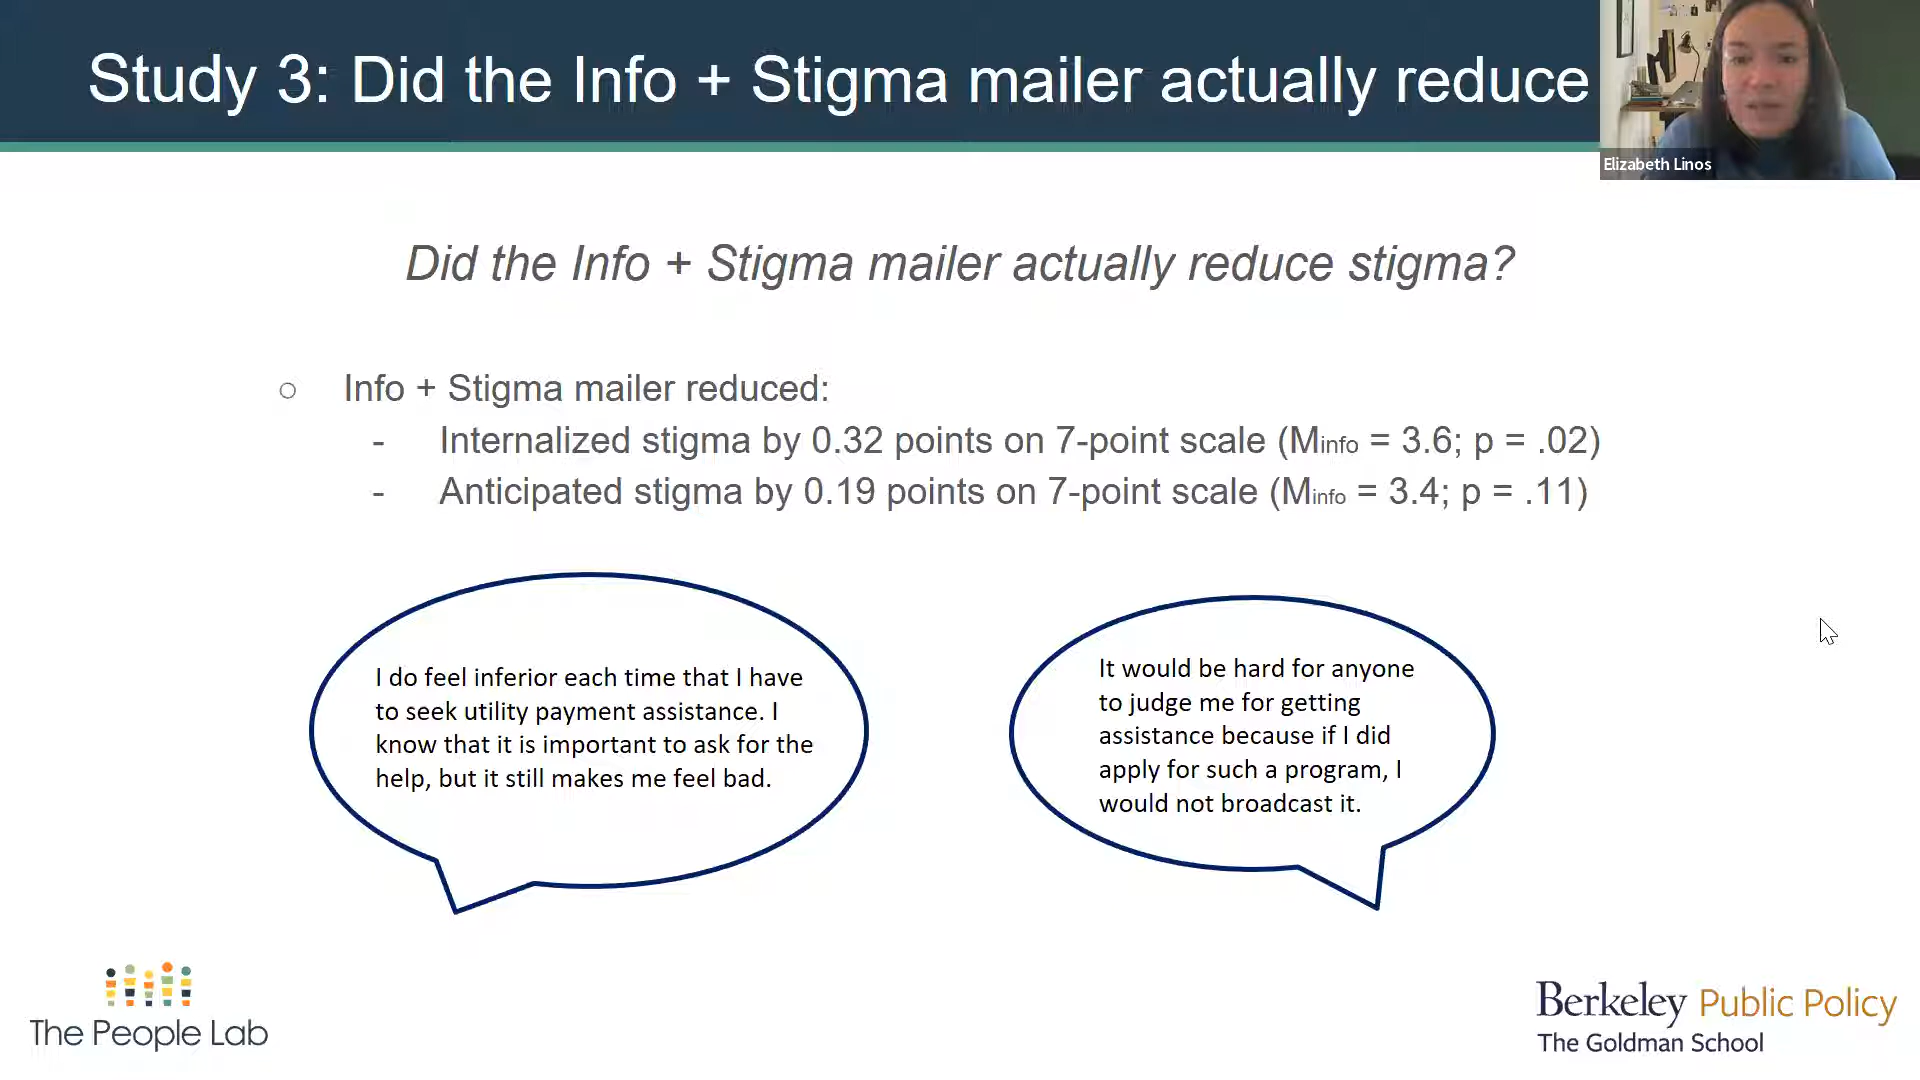 Study 3: Did the Info + Stigma mailer actually reduce
Elizabeth Linos
Did the Info + Stigma mailer actually reduce stigma?
○ Info + Stigma mailer reduced:
- Internalized stigma by 0.32 points on 7-point scale (Minfo = 3.6; p = .02)
- Anticipated stigma by 0.19 points on 7-point scale (Minfo = 3.4; p = .11)
I do feel inferior each time that I have
to seek utility payment assistance. I
know that it is important to ask for the
help, but it still makes me feel bad.
It would be hard for anyone
to judge me for getting
assistance because if I did
apply for such a program, I
would not broadcast it.
The People Lab
Berkeley Public Policy
The Goldman School